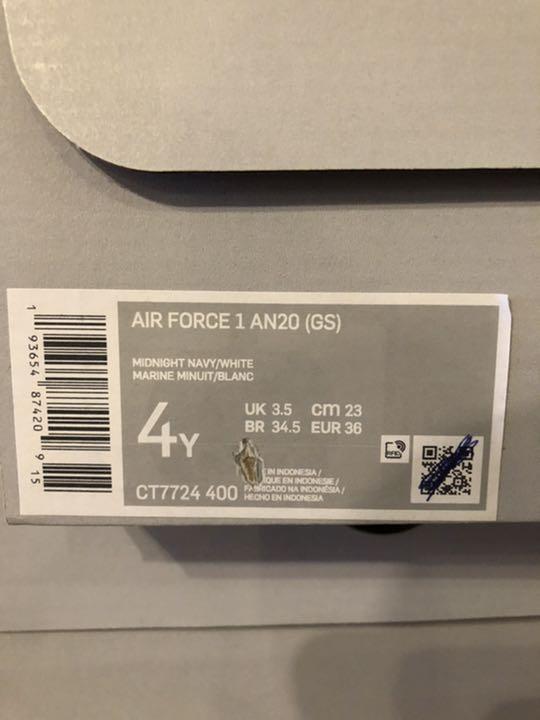 AIR FORCE 1 AN20 (GS)
MIDNIGHT NAVY/WHITE
MARINE MINUIT/BLANC
4Y
UK 3.5 cm 23
BR 34.5 EUR 36
CT7724 400
IN INDONESIA /
IQUE EN INDONESIE /
FABRICADO NA INDONÉSIA /
HECHO EN INDONESIA
1 93654 87420 9 15